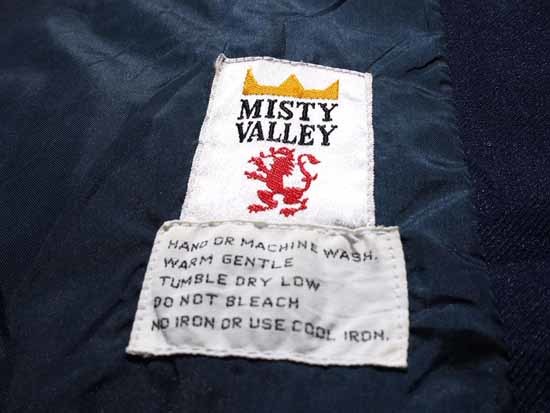 MISTY
VALLEY
HAND OR MACHINE WASH.
WARM GENTLE
TUMBLE DRY LOW
DO NOT BLEACH
NO IRON OR USE COOL IRON.